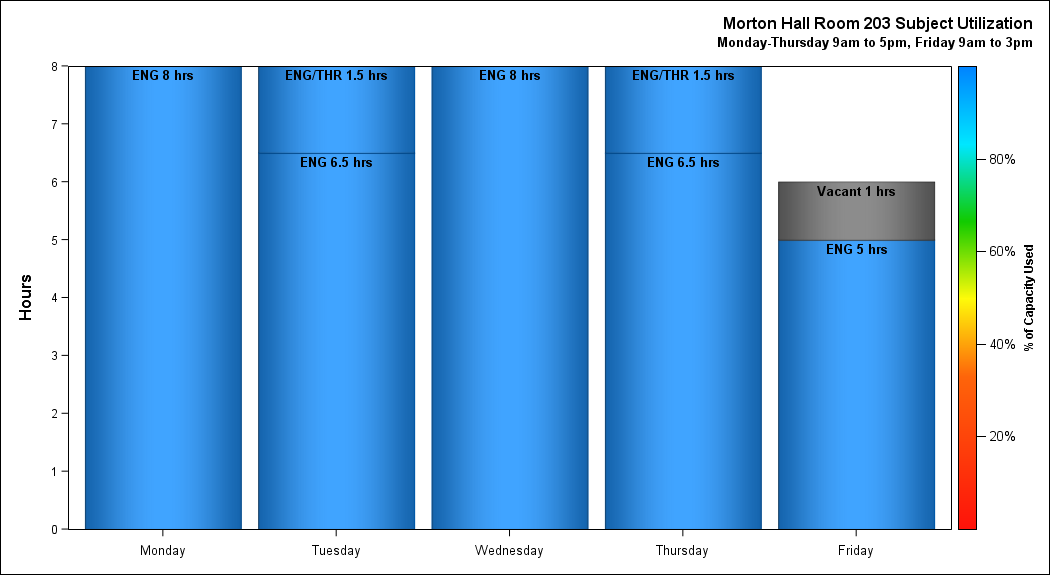 Morton Hall Room 203 Subject Utilization
Monday-Thursday 9am to 5pm, Friday 9am to 3pm
Hours
8
7
6
5
4
3
2
1
0
ENG 8 hrs
ENG/THR 1.5 hrs
ENG 6.5 hrs
ENG 8 hrs
ENG/THR 1.5 hrs
ENG 6.5 hrs
Vacant 1 hrs
ENG 5 hrs
Monday
Tuesday
Wednesday
Thursday
Friday
80%
60%
40%
20%
% of Capacity Used